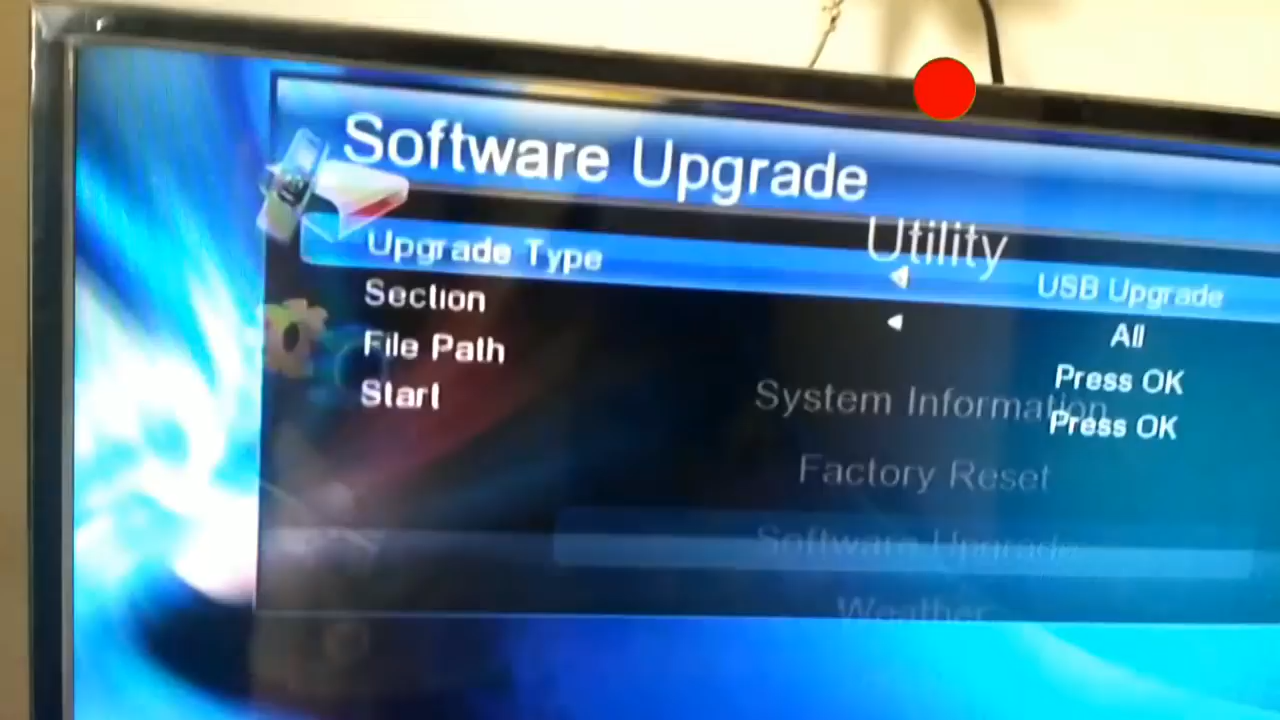 Software Upgrade
Utility
Upgrade Type
USB Upgrade
Section
All
File Path
Press OK
Start
Press OK
System Information
Factory Reset
Software Upgrade
Weather